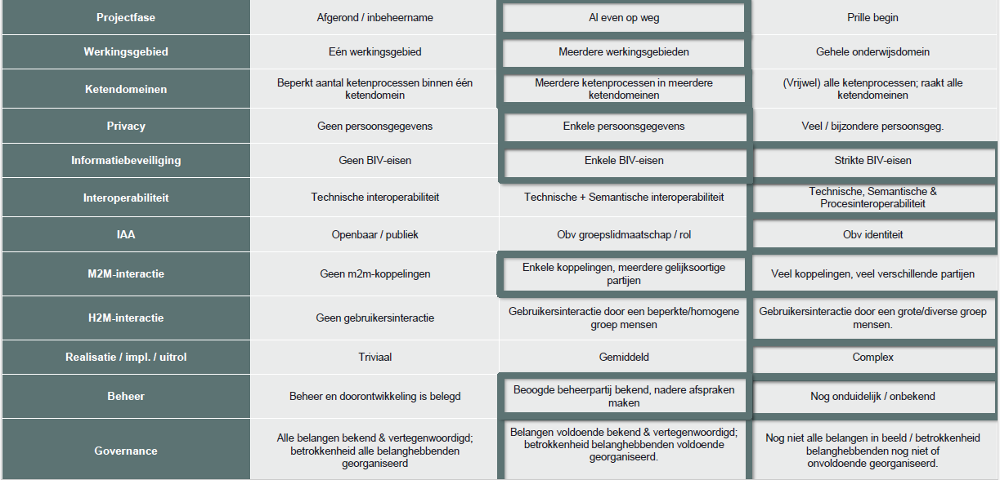 Projectfase
Afgerond / inbeheername
Al even op weg
Prille begin
Werkingsgebied
Eén werkingsgebied
Meerdere werkingsgebieden
Gehele onderwijsdomein
Ketendomeinen
Beperkt aantal ketenprocessen binnen één
ketendomein
Meerdere ketenprocessen in meerdere
ketendomeinen
(Vrijwel) alle ketenprocessen; raakt alle
ketendomeinen
Privacy
Geen persoonsgegevens
Enkele persoonsgegevens
Veel / bijzondere persoonsgeg.
Informatiebeveiliging
Geen BIV-eisen
Enkele BIV-eisen
Strikte BIV-eisen
Interoperabiliteit
Technische interoperabiliteit
Technische + Semantische interoperabiliteit
Technische, Semantische &
Procesinteroperabiliteit
IAA
Openbaar / publiek
Obv groepslidmaatschap / rol
Obv identiteit
M2M-interactie
Geen m2m-koppelingen
Enkele koppelingen, meerdere gelijksoortige
partijen
Veel koppelingen, veel verschillende partijen
H2M-interactie
Geen gebruikersinteractie
Gebruikersinteractie door een beperkte/homogene
groep mensen
Gebruikersinteractie door een grote/diverse groep
mensen.
Realisatie / impl. / uitrol
Triviaal
Gemiddeld
Complex
Beheer
Beheer en doorontwikkeling is belegd
Beoogde beheerpartij bekend, nadere afspraken
maken
Nog onduidelijk / onbekend
Governance
Alle belangen bekend & vertegenwoordigd;
betrokkenheid alle belanghebbenden
georganiseerd
Belangen voldoende bekend & vertegenwoordigd;
betrokkenheid belanghebbenden voldoende
georganiseerd.
Nog niet alle belangen in beeld / betrokkenheid
belanghebbenden nog niet of
onvoldoende georganiseerd.